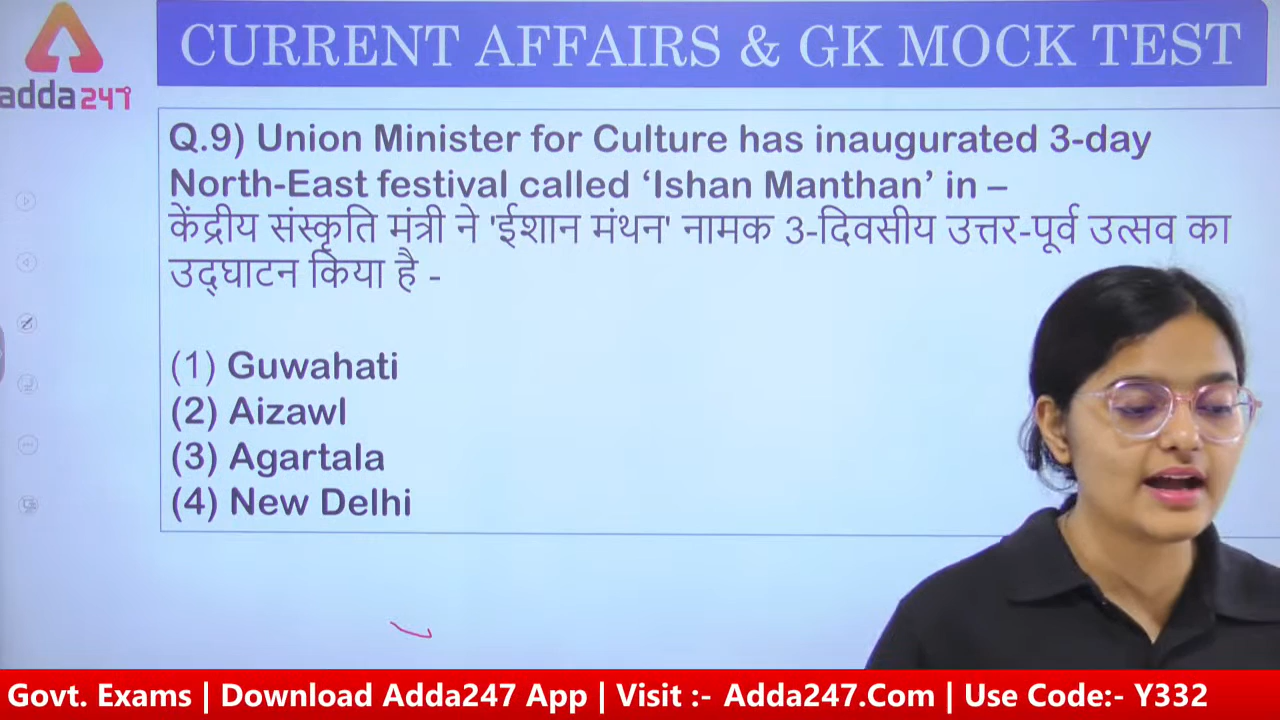 CURRENT AFFAIRS & GK MOCK TEST
adda247
Q.9) Union Minister for Culture has inaugurated 3-day
North-East festival called ‘Ishan Manthan’ in –
केंद्रीय संस्कृति मंत्री ने 'ईशान मंथन' नामक 3-दिवसीय उत्तर-पूर्व उत्सव का
उद्घाटन किया है -
(1) Guwahati
(2) Aizawl
(3) Agartala
(4) New Delhi
Govt. Exams | Download Adda247 App | Visit :- Adda247.Com | Use Code:- Y332